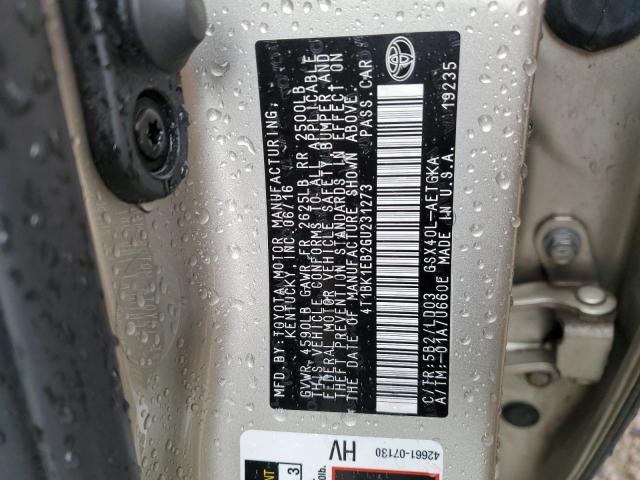 MFD BY: TOYOTA MOTOR MANUFACTURING,
KENTUCKY, INC. 06/16
GVWR 4590LB GAWR FR 2625LB RR 2500LB
THIS VEHICLE CONFORMS TO ALL APPLICABLE
FEDERAL MOTOR VEHICLE SAFETY, BUMPER AND
THEFT PREVENTION STANDARDS IN EFFECT ON
THE DATE OF MANUFACTURE SHOWN ABOVE.
4T1BK1EB2GU231273 PASS. CAR
C/TR:5B2/LD03 GSX40L-AETGKA
A/TM:-01A/U660E MADE IN U.S.A.
19235
HV
42661-07130
3